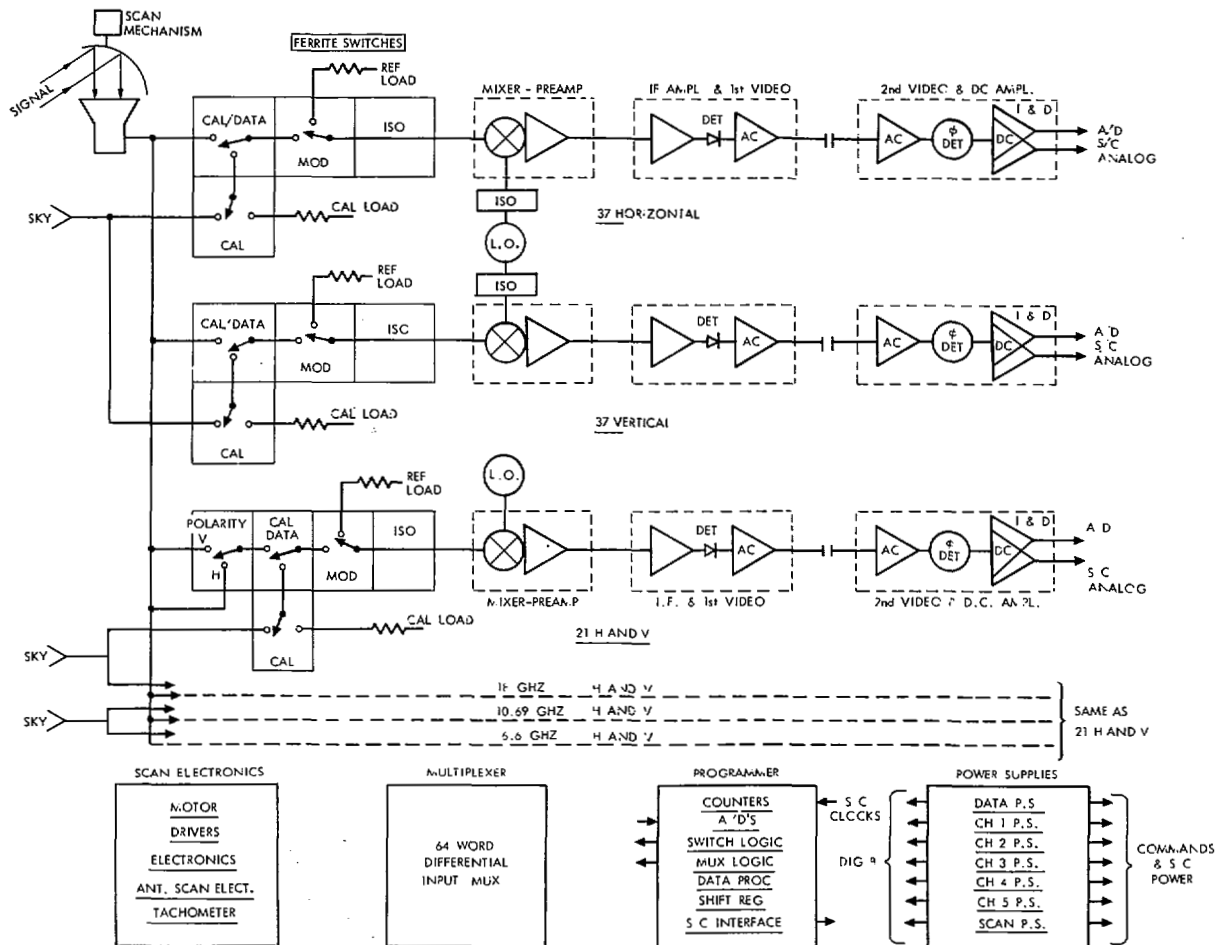 SCAN
MECHANISM
SIGNAL
FERRITE SWITCHES
REF
LOAD
CAL/DATA
MOD
ISO
CAL LOAD
CAL
SKY
MIXER - PREAMP
IF AMPL & 1st VIDEO
DET
AC
2nd VIDEO & DC AMPL.
I & D
AC
ϕ
DET
DC
A/D
S/C
ANALOG
ISO
L.O.
ISO
37 HORIZONTAL
REF
LOAD
CAL/DATA
MOD
ISO
CAL LOAD
CAL
DET
AC
I & D
AC
ϕ
DET
DC
A/D
S/C
ANALOG
37 VERTICAL
L.O.
REF
LOAD
POLARITY
V
H
CAL
DATA
MOD
ISO
CAL LOAD
CAL
SKY
MIXER-PREAMP
DET
AC
I.F. & 1st VIDEO
I & D
AC
ϕ
DET
DC
2nd VIDEO & D.C. AMPL.
A D
S C
ANALOG
21 H AND V
SKY
18 GHZ H AND V
10.69 GHZ H AND V
6.6 GHZ H AND V
SAME AS
21 H AND V
SCAN ELECTRONICS
MOTOR
DRIVERS
ELECTRONICS
ANT. SCAN ELECT.
TACHOMETER
MULTIPLEXER
64 WORD
DIFFERENTIAL
INPUT MUX
PROGRAMMER
COUNTERS
A/D'S
SWITCH LOGIC
MUX LOGIC
DATA PROC
SHIFT REG
S C INTERFACE
S C
CLOCKS
POWER SUPPLIES
DIG
DATA P.S
CH 1 P.S.
CH 2 P.S.
CH 3 P.S.
CH 4 P.S.
CH 5 P.S.
SCAN P.S.
COMMANDS
& S C
POWER